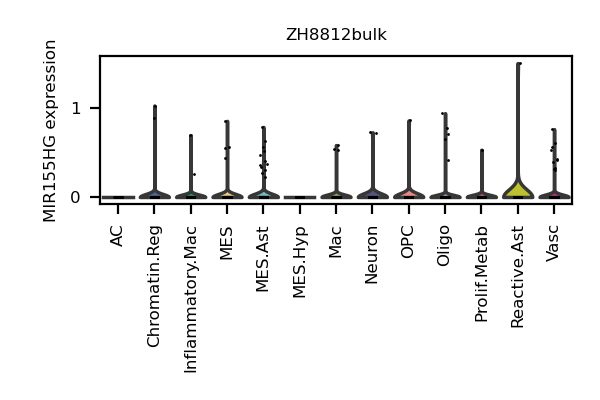 ZH8812bulk
MIR155HG expression
1
0
AC
Chromatin.Reg
Inflammatory.Mac
MES
MES.Ast
MES.Hyp
Mac
Neuron
OPC
Oligo
Prolif.Metab
Reactive.Ast
Vasc